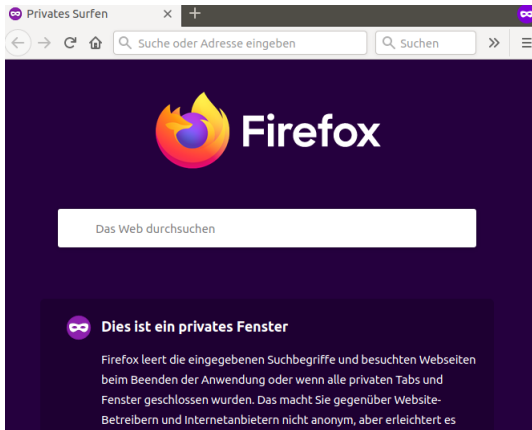 Privates Surfen
Suche oder Adresse eingeben
Suchen
Firefox
Das Web durchsuchen
Dies ist ein privates Fenster
Firefox leert die eingegebenen Suchbegriffe und besuchten Webseiten
beim Beenden der Anwendung oder wenn alle privaten Tabs und
Fenster geschlossen wurden. Das macht Sie gegenüber Website-
Betreibern und Internetanbietern nicht anonym, aber erleichtert es